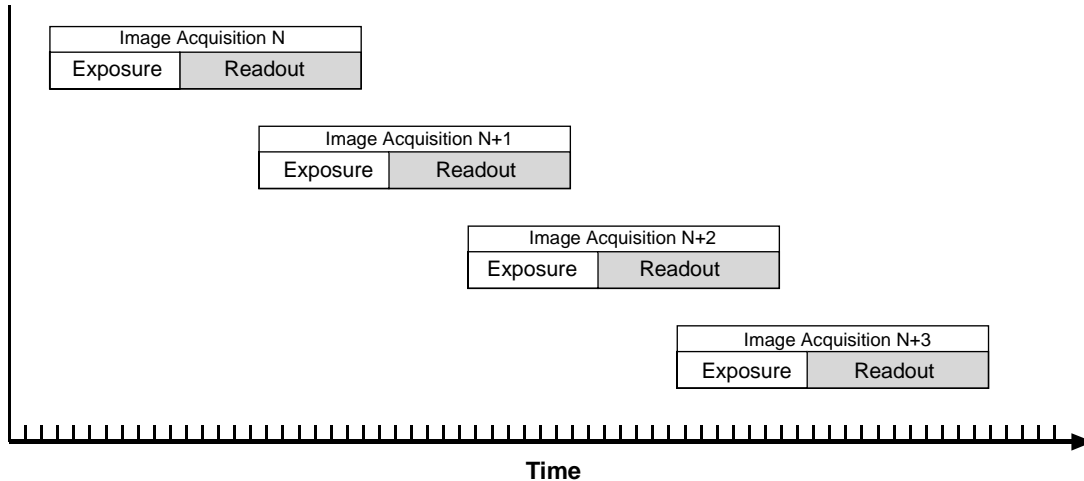 Image Acquisition N
Exposure Readout
Image Acquisition N+1
Exposure Readout
Image Acquisition N+2
Exposure Readout
Image Acquisition N+3
Exposure Readout
Time